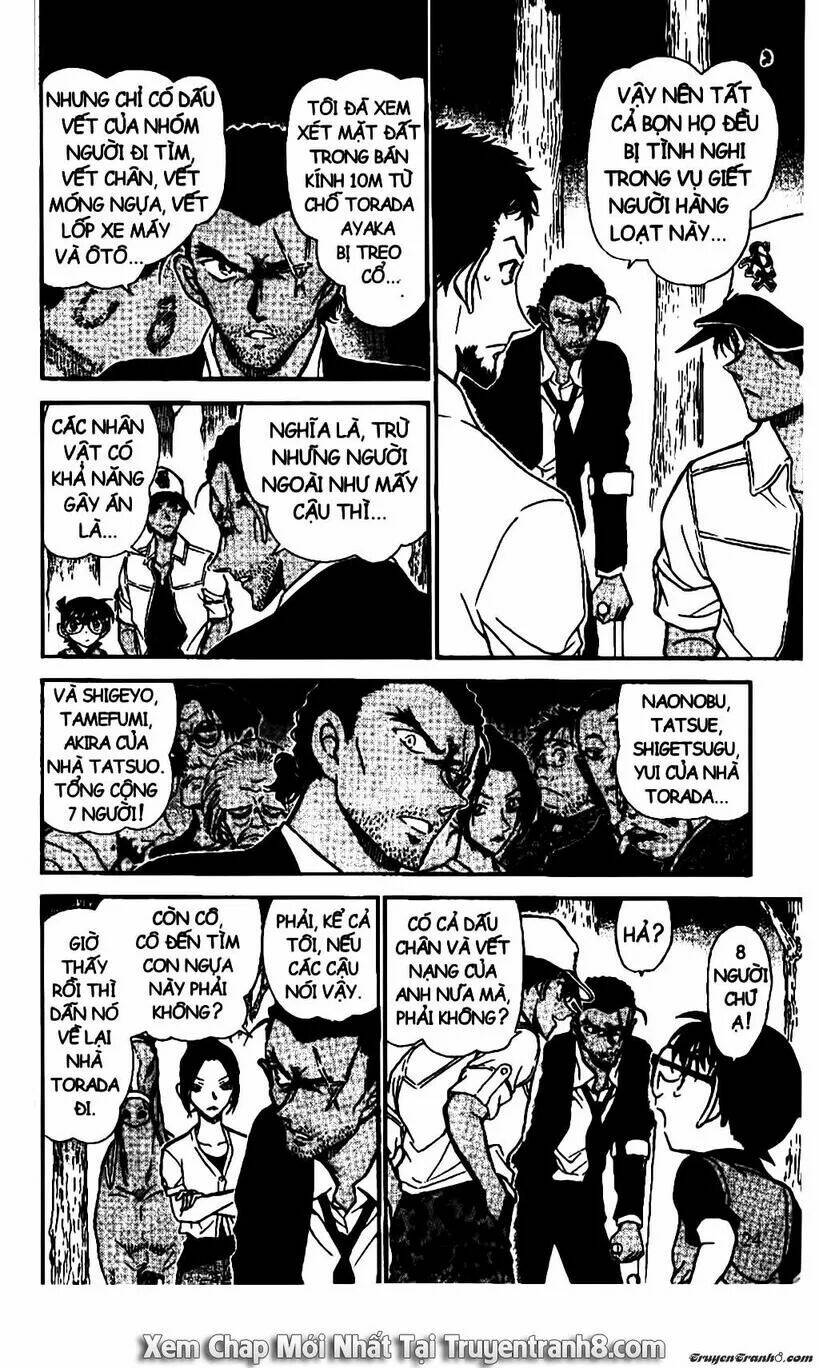 VẬY NÊN TẤT
CẢ BỌN HỌ ĐỀU
BỊ TÌNH NGHI
TRONG VỤ GIẾT
NGƯỜI HÀNG
LOẠT NÀY...
TÔI ĐÃ XEM
XÉT MẶT ĐẤT
TRONG BÁN
KÍNH 10M TỪ
CHỖ TORADA
AYAKA
BỊ TREO
CỔ...
NHƯNG CHỈ CÓ DẤU
VẾT CỦA NHÓM
NGƯỜI ĐI TÌM,
VẾT CHÂN, VẾT
MÓNG NGỰA, VẾT
LỐP XE MÁY
VÀ ÔTÔ...
NGHĨA LÀ, TRỪ
NHƯNG NGƯỜI
NGOÀI NHƯ MẤY
CẬU THÌ...
CÁC NHÂN
VẬT CÓ
KHẢ NĂNG
GÂY ÁN
LÀ...
NAONOBU,
TATSUE,
SHIGETSUGU,
YUI CỦA NHÀ
TORADA...
VÀ SHIGEYO,
TAMEFUMI,
AKIRA CỦA
NHÀ TATSUO.
TỔNG CỘNG
7 NGƯỜI!
8
NGƯỜI
CHỨ
Ạ!
HẢ?
CÓ CẢ DẤU
CHÂN VÀ VẾT
NẠNG CỦA
ANH NƯA MÀ,
PHẢI KHÔNG?
PHẢI, KỂ CẢ
TÔI, NẾU
CÁC CẬU
NÓI VẬY.
CÒN CÔ,
CÔ ĐẾN TÌM
CON NGỰA
NÀY PHẢI
KHÔNG?
GIỜ
THẤY
RỒI THÌ
DẪN NÓ
VỀ LẠI
NHÀ
TORADA
ĐI.
24
Xem Chap Mới Nhất Tại Truyentranh8.com
TruyenTranh8.com